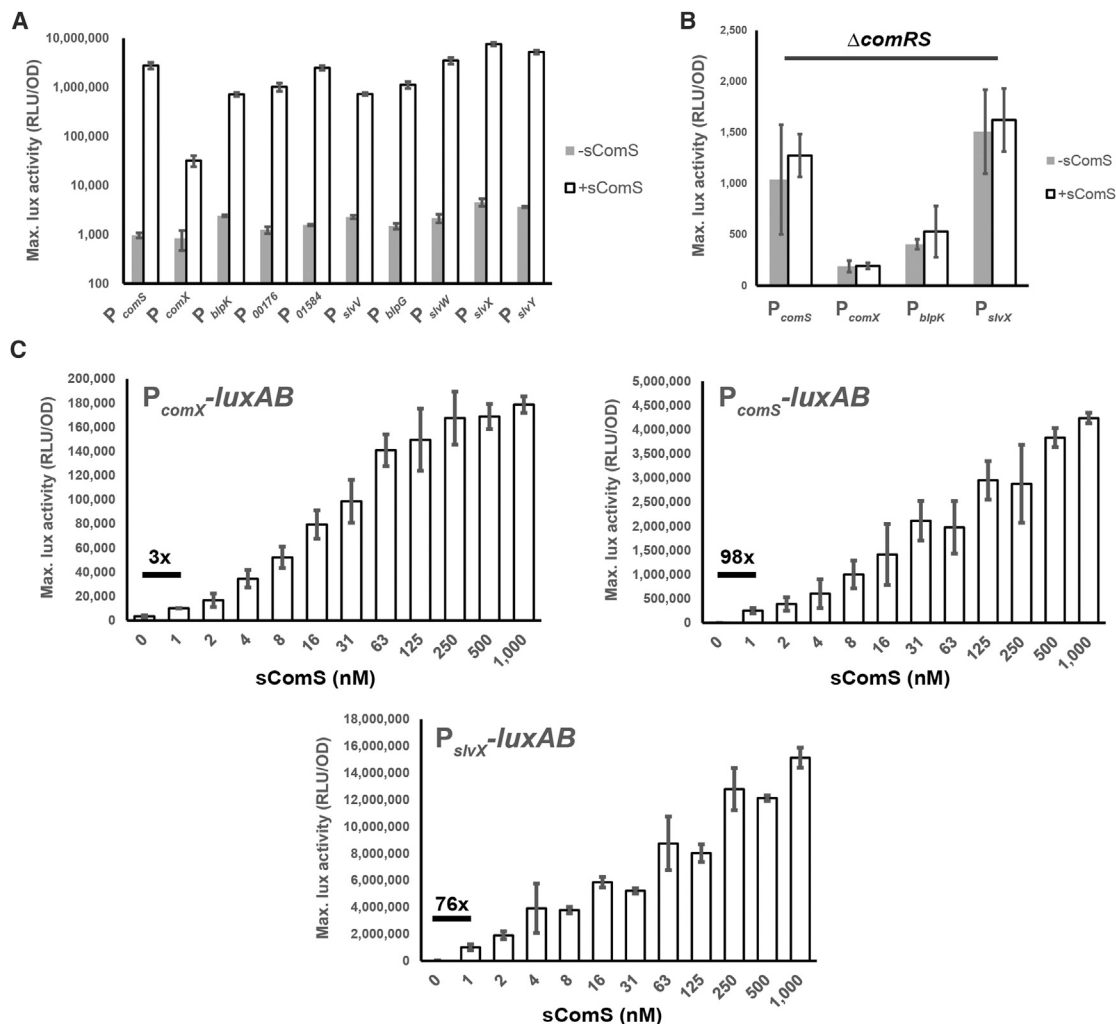 A
Max. lux activity (RLU/OD)
10,000,000
1,000,000
100,000
10,000
1,000
100
-sComS
+sComS
P comS
P comX
P blpK
P 00176
P 01584
P slvV
P blpG
P slvW
P slvX
P slvY
B
Max. lux activity (RLU/OD)
2,500
2,000
1,500
1,000
500
0
ΔcomRS
-sComS
+sComS
PcomS
PcomX
PblpK
PslvX
C
Max. lux activity (RLU/OD)
200,000
180,000
160,000
140,000
120,000
100,000
80,000
60,000
40,000
20,000
0
PcomX-luxAB
3x
0 1 2 4 8 16 31 63 125 250 500 1,000
sComS (nM)
Max. lux activity (RLU/OD)
5,000,000
4,500,000
4,000,000
3,500,000
3,000,000
2,500,000
2,000,000
1,500,000
1,000,000
500,000
0
PcomS-luxAB
98x
0 1 2 4 8 16 31 63 125 250 500 1,000
sComS (nM)
Max. lux activity (RLU/OD)
18,000,000
16,000,000
14,000,000
12,000,000
10,000,000
8,000,000
6,000,000
4,000,000
2,000,000
0
PslvX-luxAB
76x
0 1 2 4 8 16 31 63 125 250 500 1,000
sComS (nM)